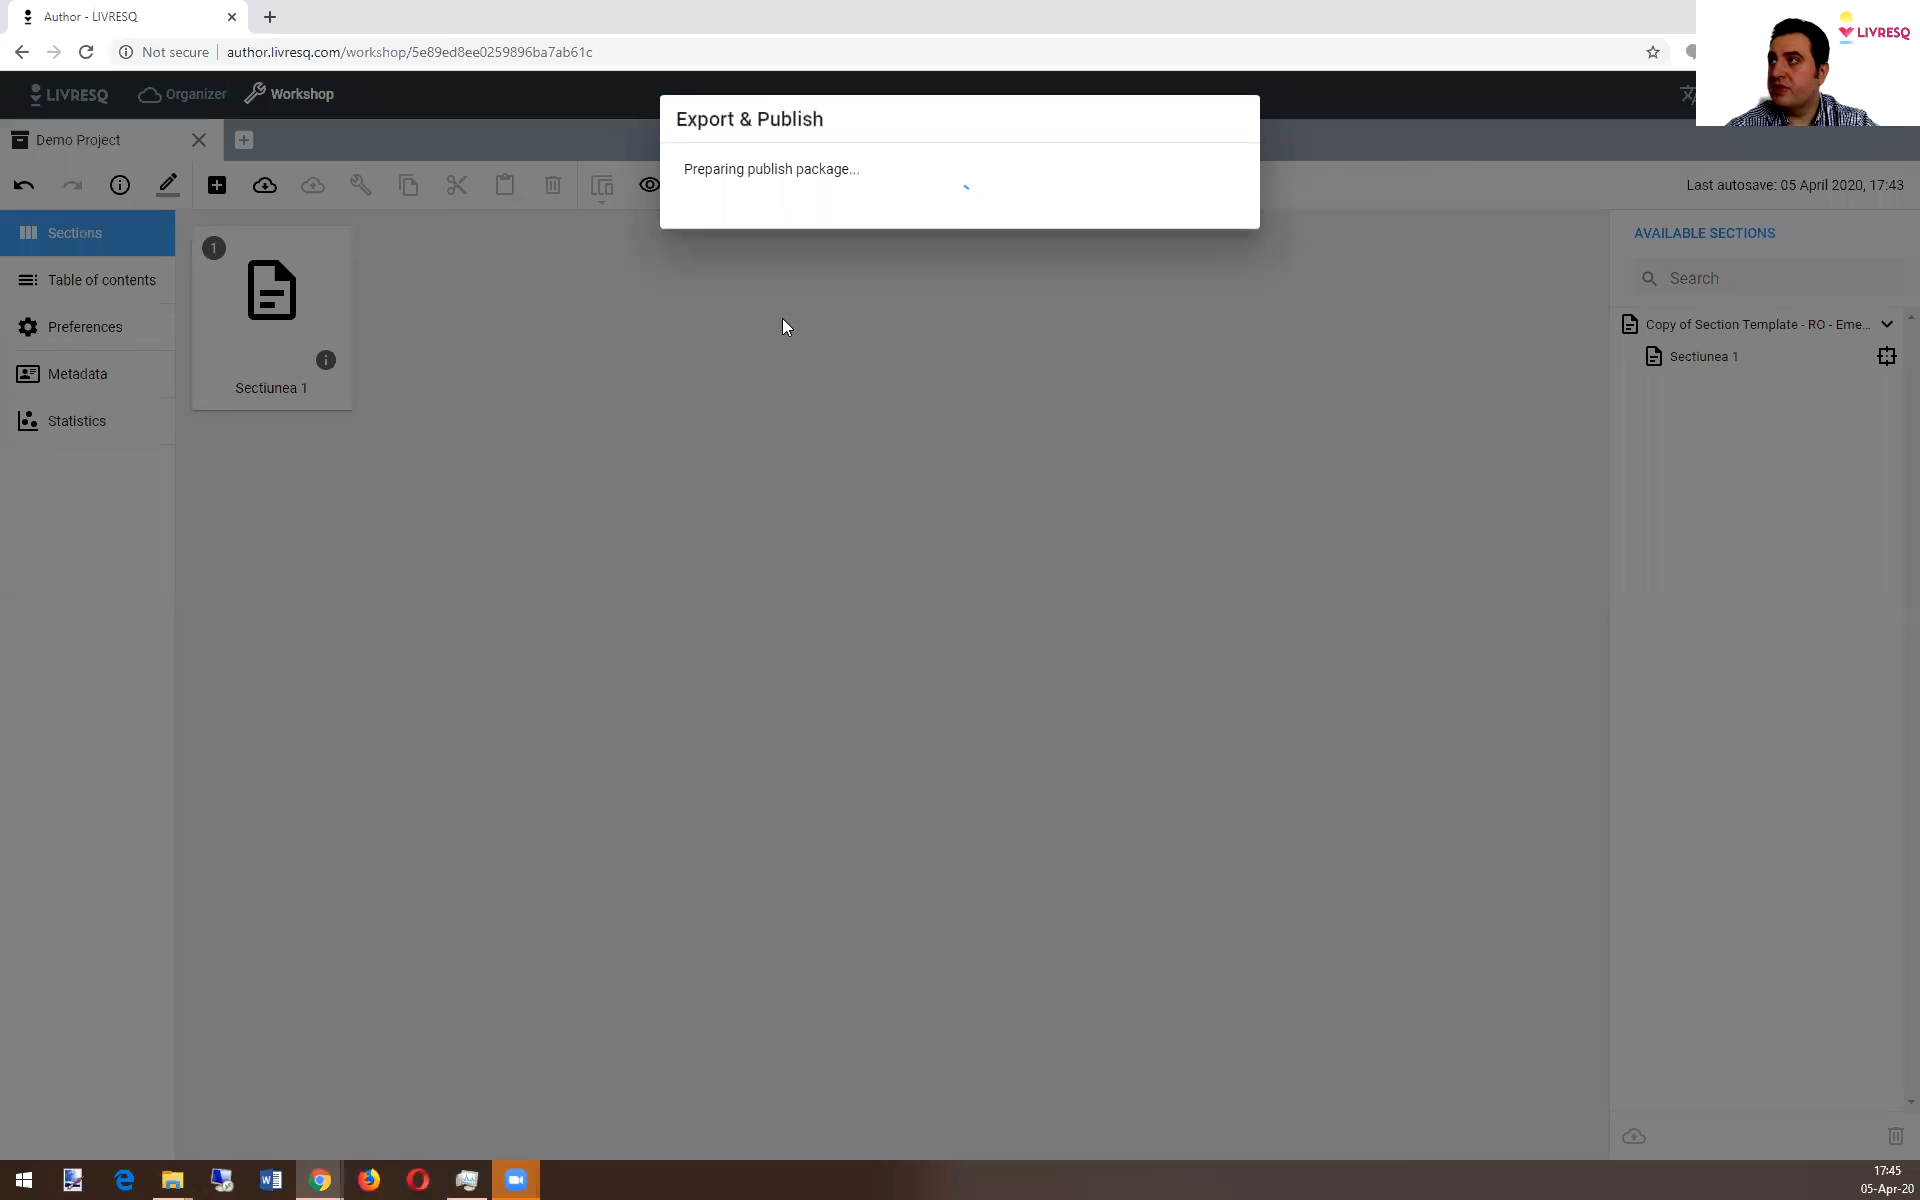 Author - LIVRESQ
LIVRESQ
Not secure
author.livresq.com/workshop/5e89ed8ee0259896ba7ab61c
LIVRESQ
Organizer
Workshop
Export & Publish
Demo Project
Preparing publish package...
Last autosave: 05 April 2020, 17:43
Sections
1
AVAILABLE SECTIONS
Table of contents
Search
Preferences
Copy of Section Template - RO - Eme...
Sectiunea 1
Metadata
Sectiunea 1
Statistics
17:45
05-Apr-20